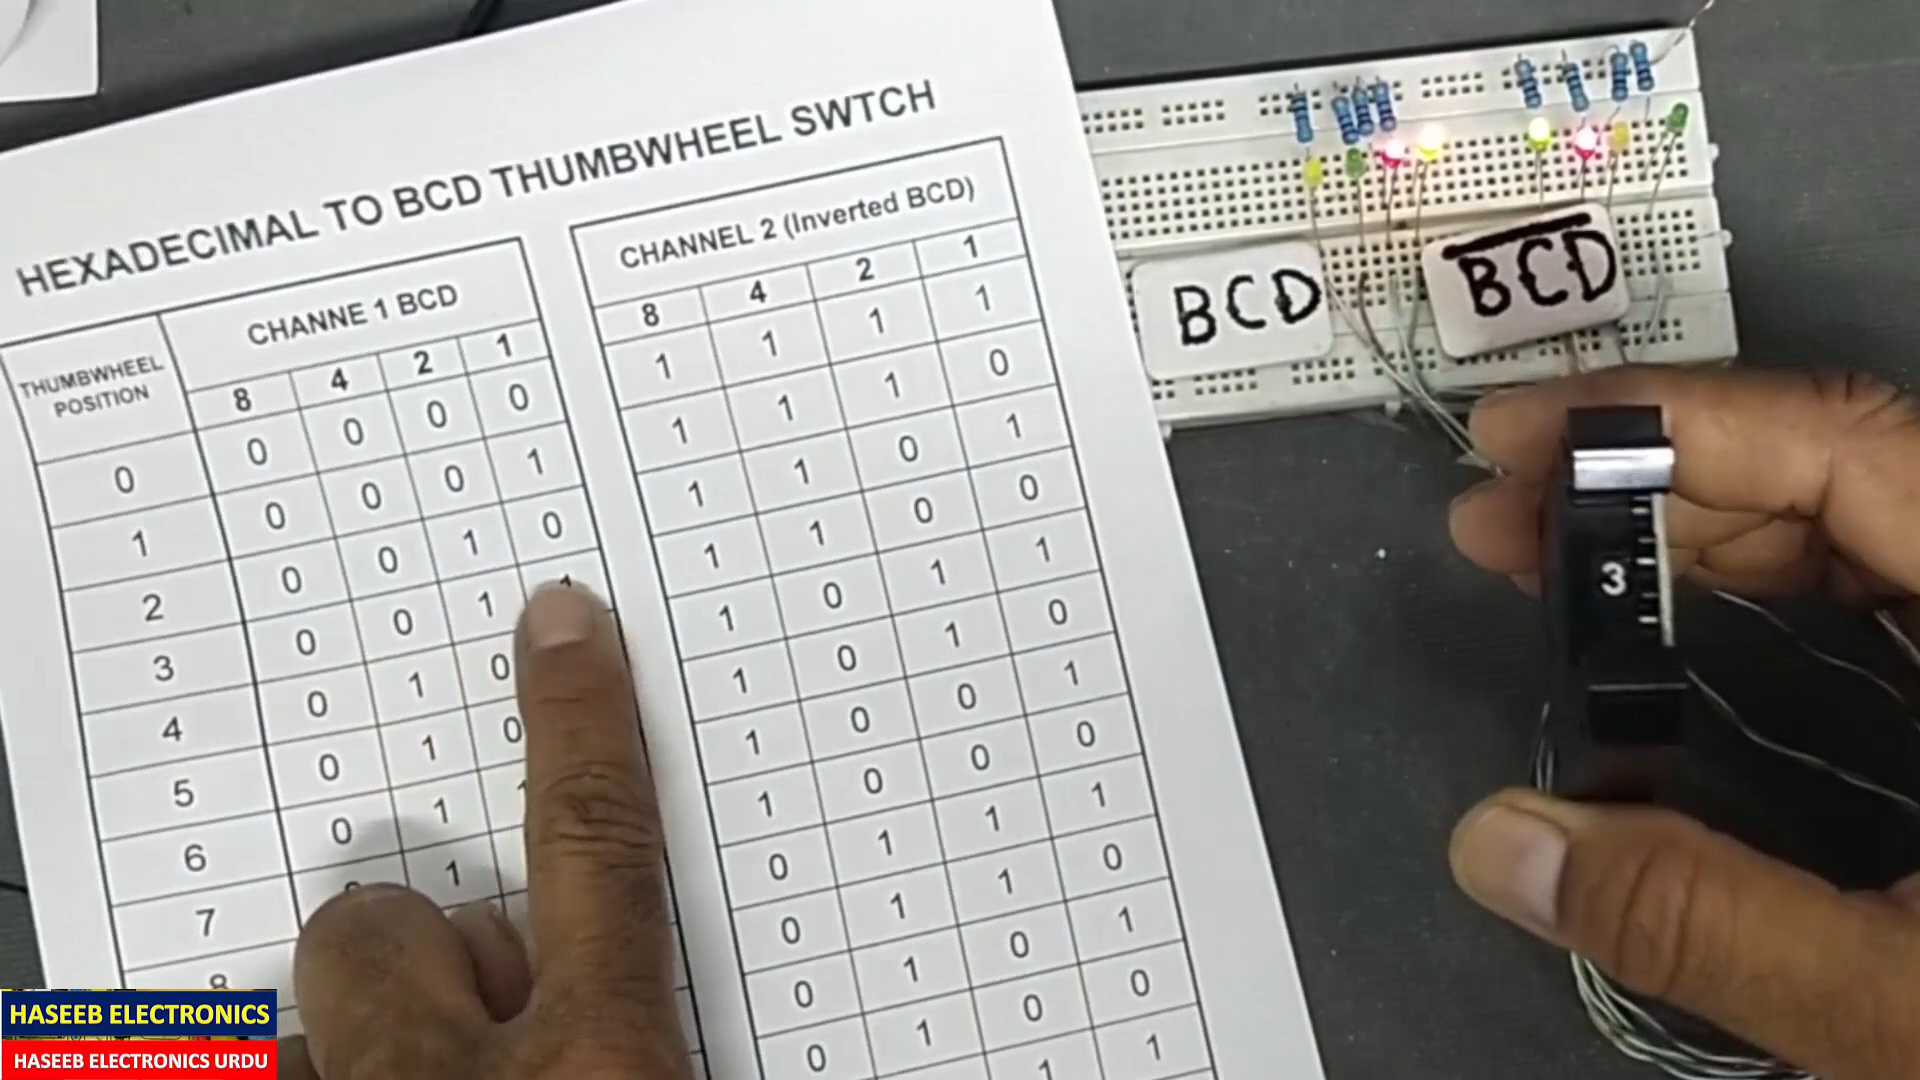 HEXADECIMAL TO BCD THUMBWHEEL SWTCH
THUMBWHEEL
POSITION
CHANNE 1 BCD
8 4 2 1
0 0 0 0 0
1 0 0 0 1
2 0 0 1 0
3 0 0 1 1
4 0 1 0
5 0 1 0
6 0 1 1
7 1
8
CHANNEL 2 (Inverted BCD)
8 4 2 1
1 1 1 1
1 1 1 0
1 1 0 1
1 1 0 0
1 0 1 1
1 0 1 0
1 0 0 1
1 0 0 0
0 1 1 1
0 1 1 0
0 1 0 1
0 1 0 0
1 1
BCD
BCD
3
HASEEB ELECTRONICS
HASEEB ELECTRONICS URDU